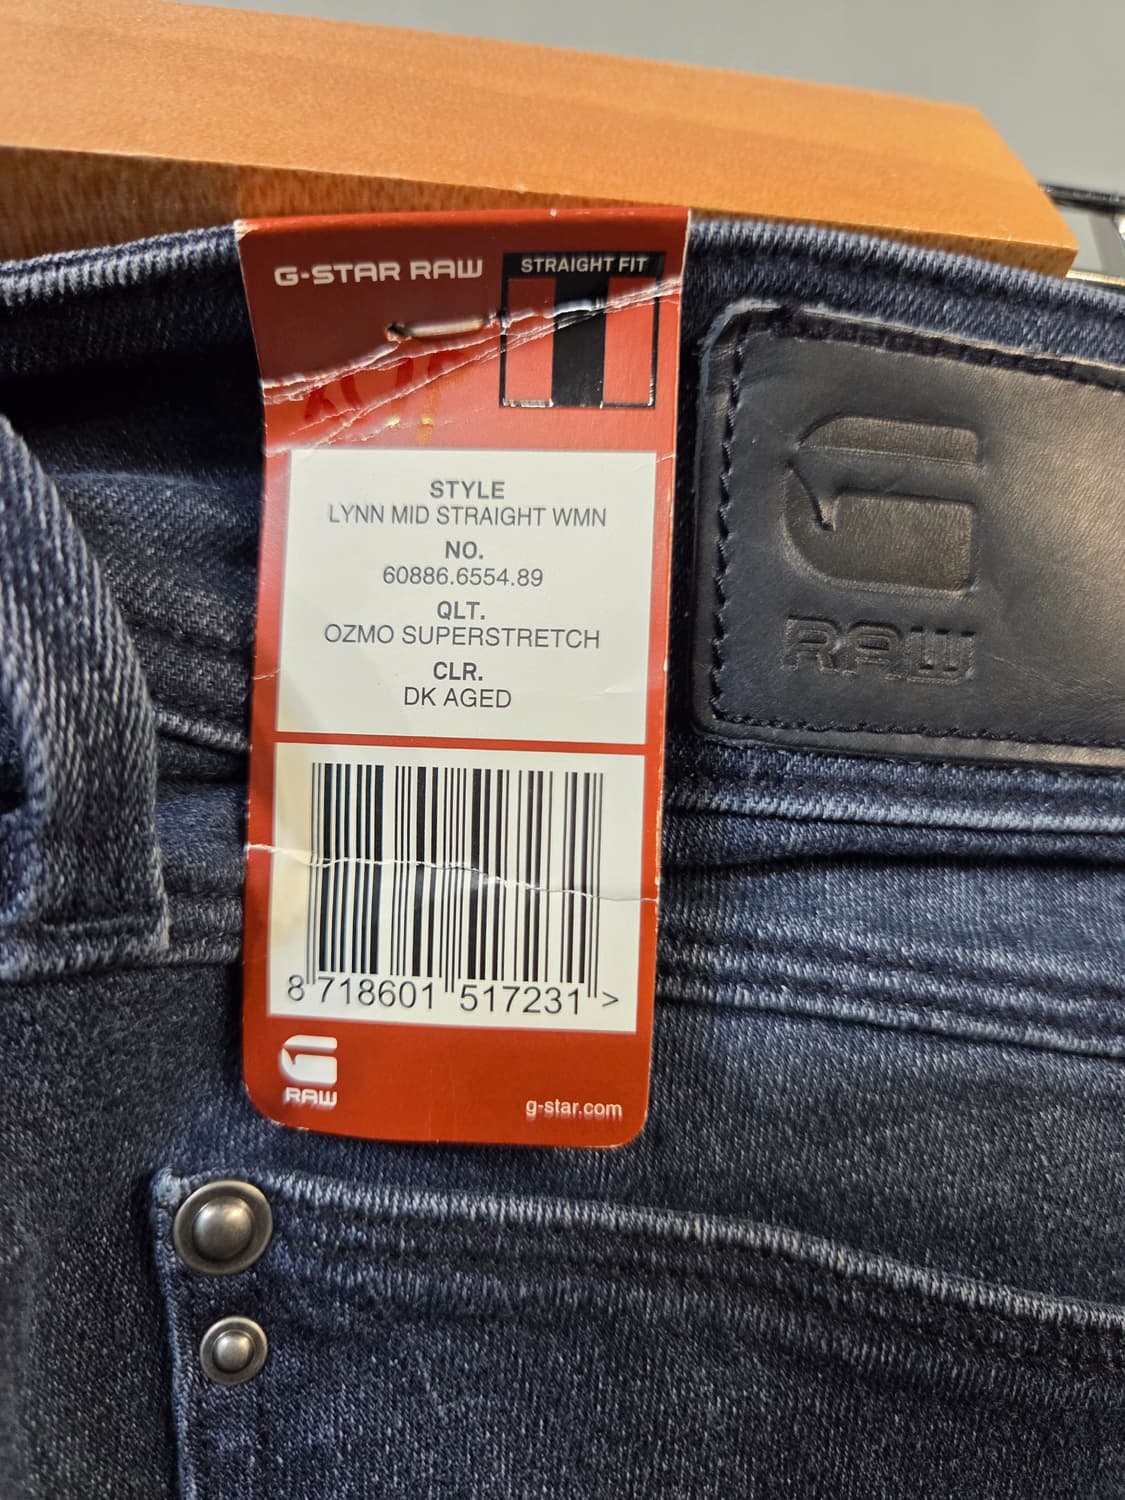 G-STAR RAW
STRAIGHT FIT
STYLE
LYNN MID STRAIGHT WMN
NO.
60886.6554.89
QLT.
OZMO SUPERSTRETCH
CLR.
DK AGED
8 718601 517231 >
RAW
g-star.com
RAW